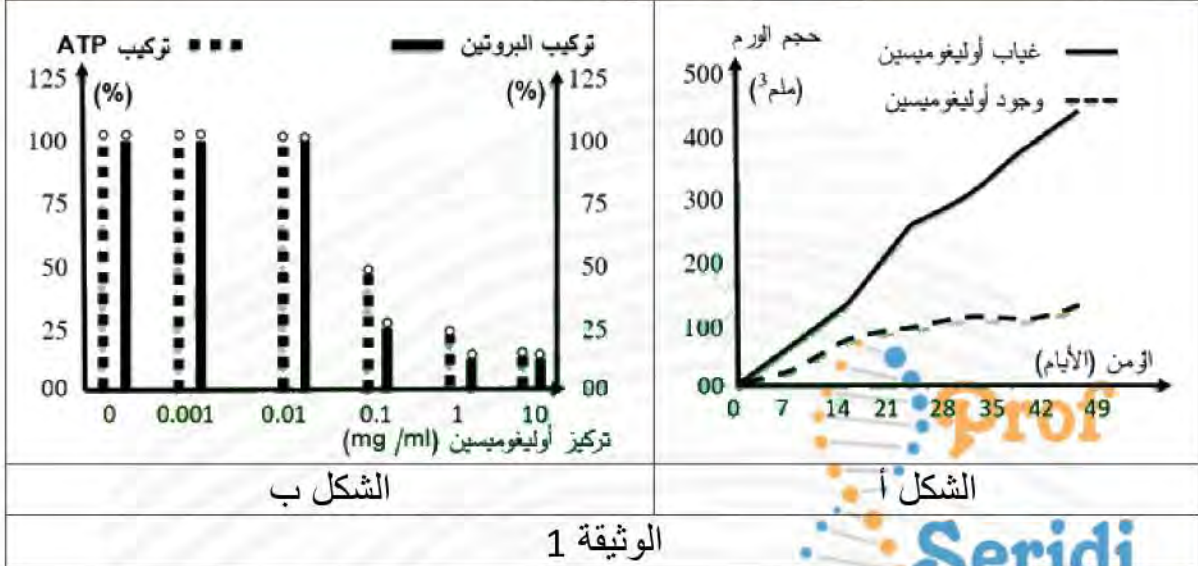 حجم الورم
(ملم³)
غياب أوليغوميسين
وجود أوليغوميسين
500
400
300
200
100
00
0 7 14 21 28 35 42 49
الزمن (الأيام)
تركيب البروتين
تركيب ATP
125
(%)
100
75
50
25
00
125
(%)
100
75
50
25
00
0 0.001 0.01 0.1 1 10
تركيز أوليغوميسين (mg /ml)
الشكل أ
الشكل ب
الوثيقة 1
Prof
Seridi